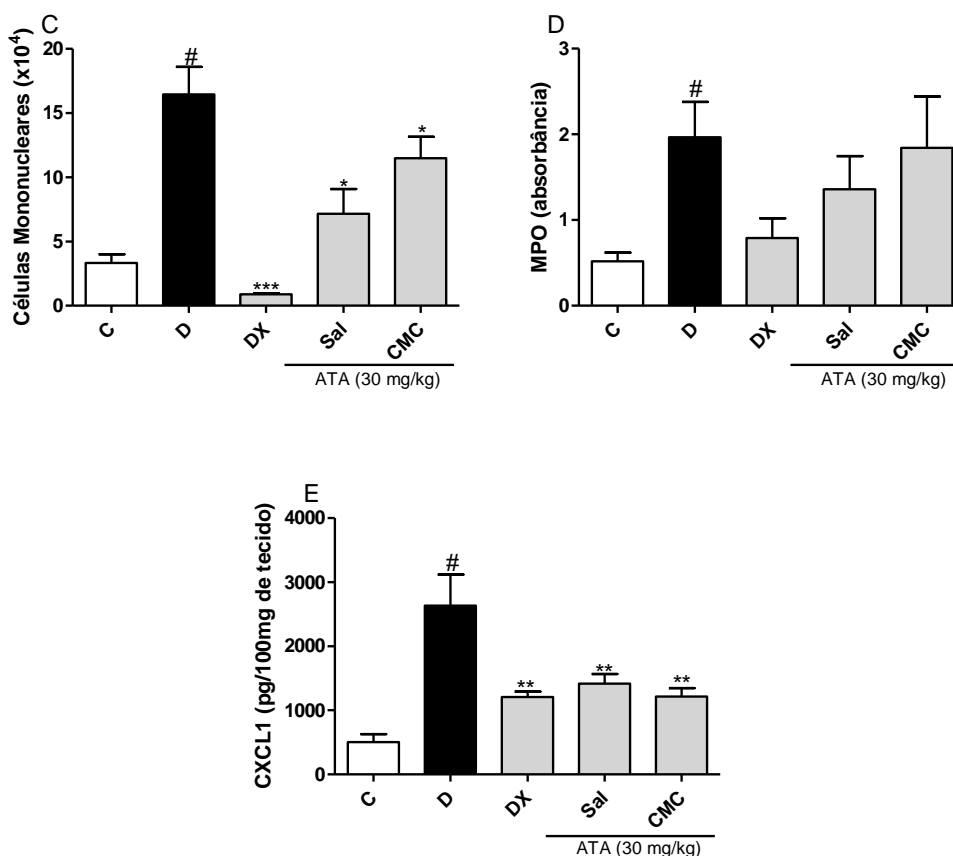 C
Células Mononucleares (x10⁴)
20
15
10
5
0
#
***
*
*
C
D
DX
Sal
CMC
ATA (30 mg/kg)
D
MPO (absorbância)
3
2
1
0
#
C
D
DX
Sal
CMC
ATA (30 mg/kg)
E
CXCL1 (pg/100mg de tecido)
4000
3000
2000
1000
0
#
**
**
**
C
D
DX
Sal
CMC
ATA (30 mg/kg)